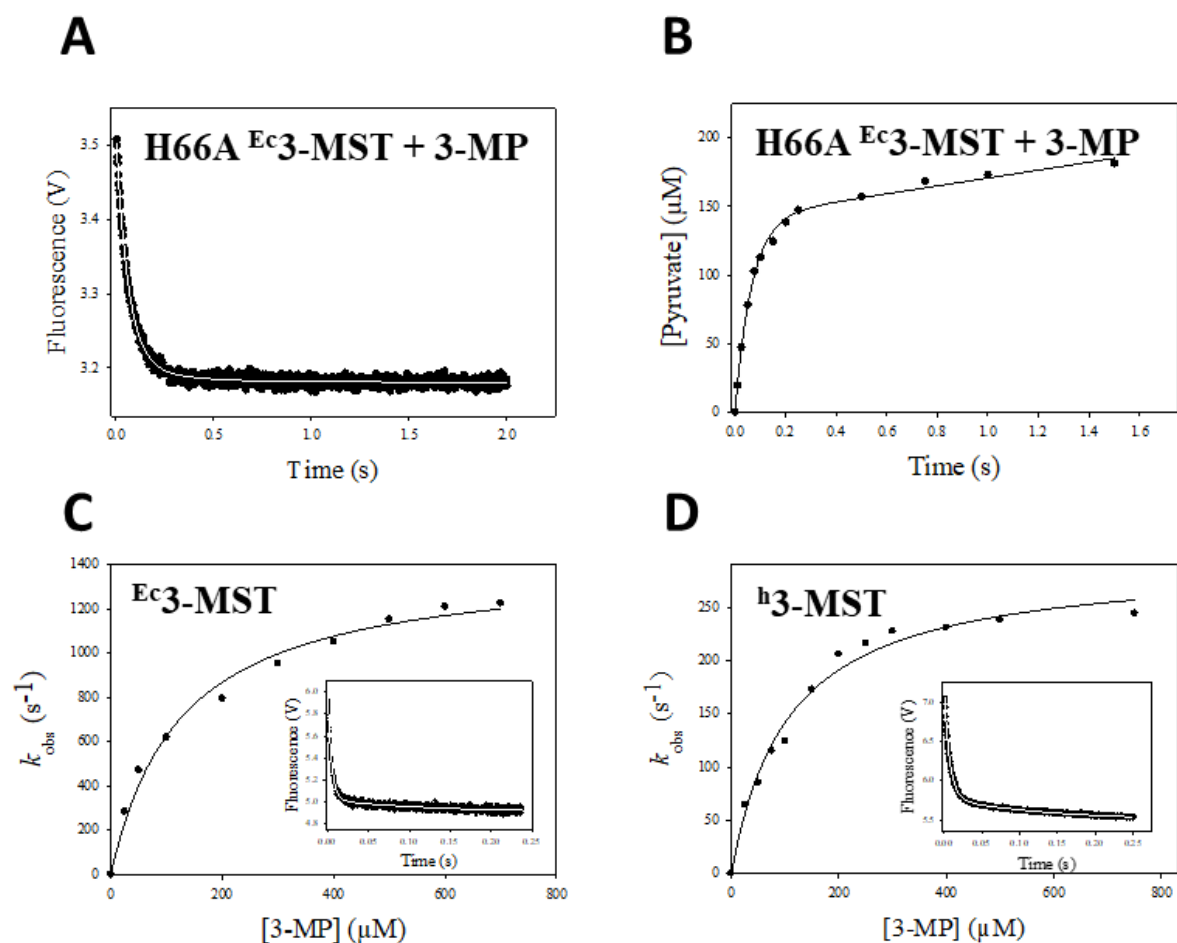 A
H66A Ec3-MST + 3-MP
Fluorescence (V)
3.5
3.4
3.3
3.2
0.0 0.5 1.0 1.5 2.0
Time (s)
B
H66A Ec3-MST + 3-MP
[Pyruvate] (µM)
200
150
100
50
0
0.0 0.2 0.4 0.6 0.8 1.0 1.2 1.4 1.6
Time (s)
C
Ec3-MST
kobs (s-1)
1400
1200
1000
800
600
400
200
0
0 200 400 600 800
[3-MP] (µM)
Fluorescence (V)
6.0
5.8
5.6
5.4
5.2
5.0
4.8
0.00 0.05 0.10 0.15 0.20 0.25
Time (s)
D
h3-MST
kobs (s-1)
250
200
150
100
50
0
0 200 400 600 800
[3-MP] (µM)
Fluorescence (V)
7.0
6.5
6.0
5.5
0.00 0.05 0.10 0.15 0.20 0.25
Time (s)